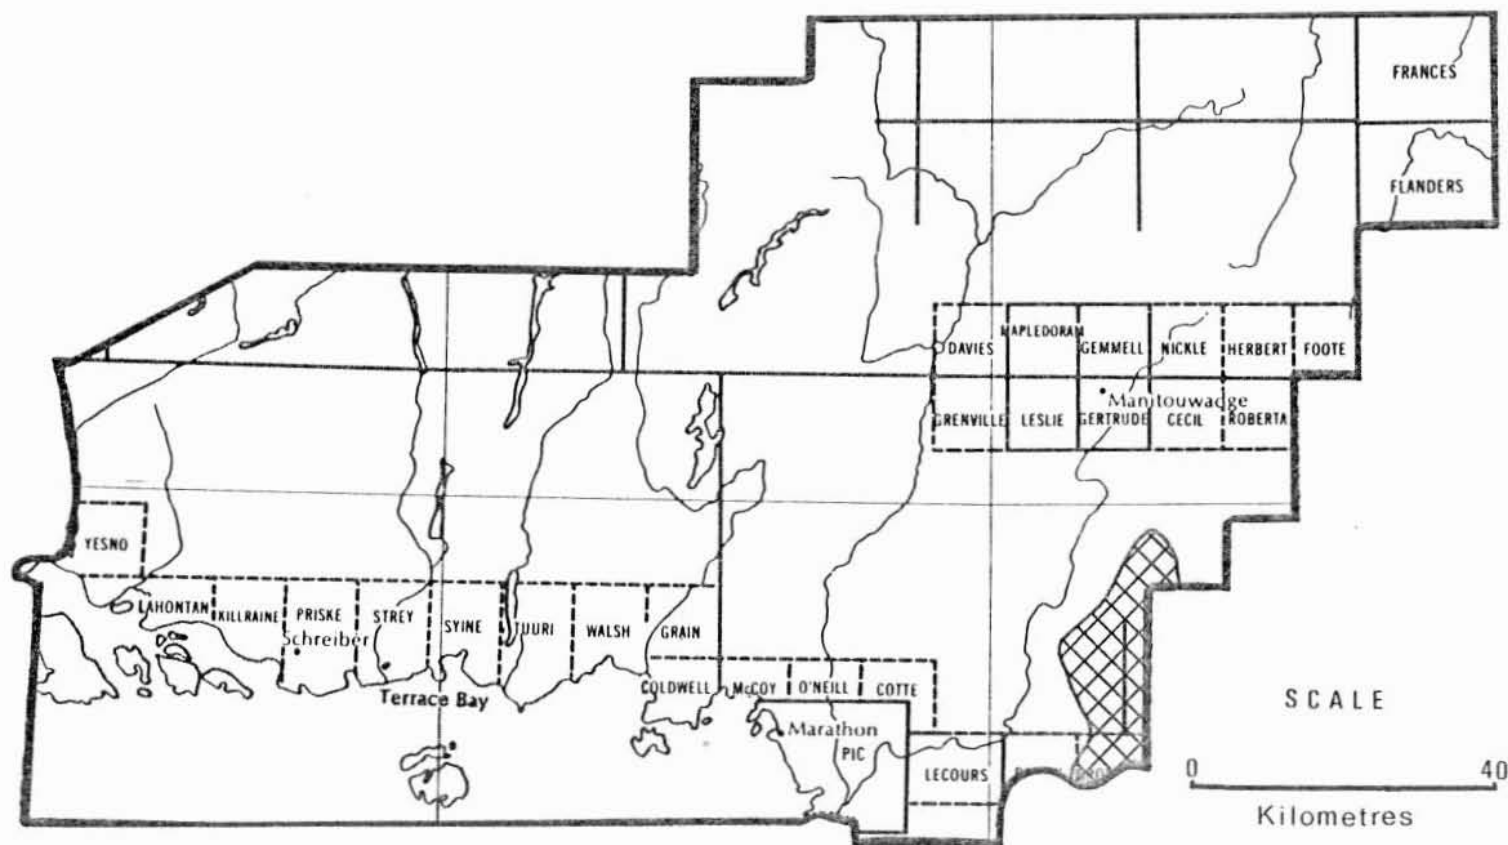 FRANCES
FLANDERS
MAPLEDORAM
DAVIES
GEMMELL
NICKLE
HERBERT
FOOTE
Manitouwadge
GRENVILLE
LESLIE
GERTRUDE
CECIL
ROBERTA
YESNO
LAHONTAN
KILLRAINE
PRISKE
STREY
SYINE
TUURI
WALSH
GRAIN
Schreiber
COLDWELL
McCOY
O'NEILL
COTTE
Terrace Bay
SCALE
Marathon
PIC
LECOURS
0 40
Kilometres